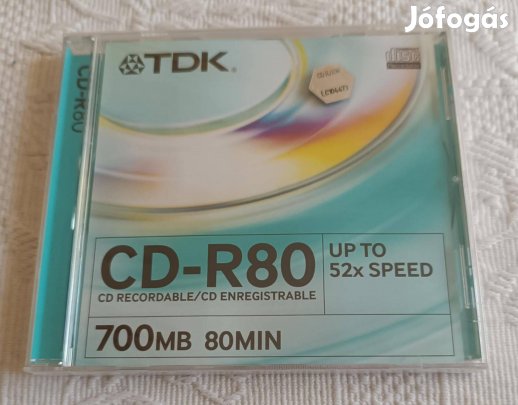 Jófogás
TDK
CD-R80
CD-R80
CD RECORDABLE/CD ENREGISTRABLE
UP TO
52x SPEED
700MB 80MIN